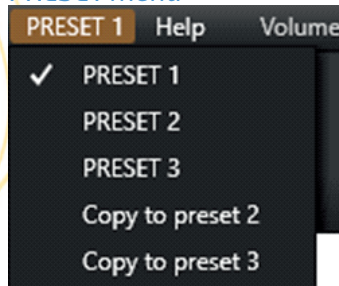 PRESET 1 Help Volume
✓ PRESET 1
PRESET 2
PRESET 3
Copy to preset 2
Copy to preset 3